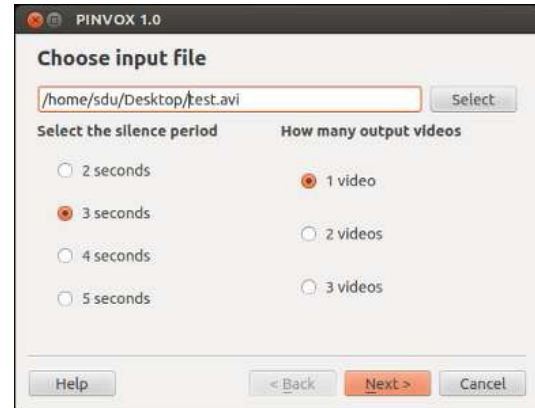 PINVOX 1.0
Choose input file
/home/sdu/Desktop/test.avi Select
Select the silence period How many output videos
2 seconds
1 video
3 seconds
2 videos
4 seconds
3 videos
5 seconds
Help < Back Next > Cancel